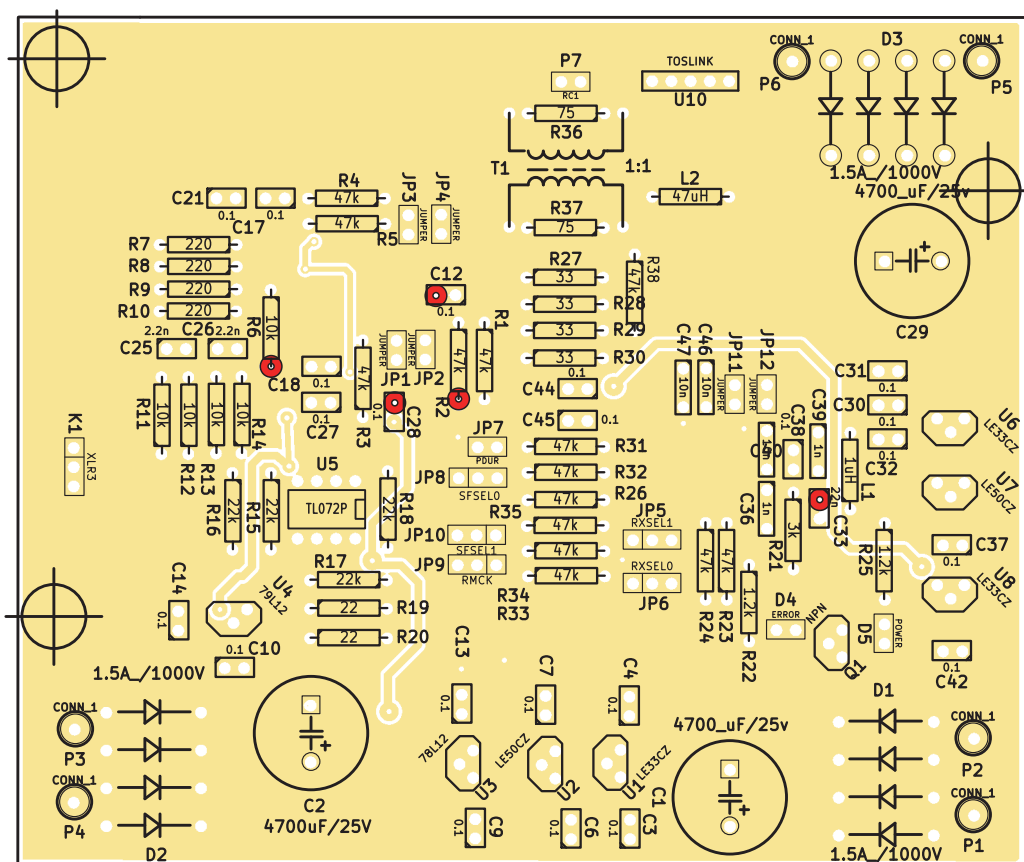 CONN_1
D3
CONN_1
P7
TOSLINK
P6
P5
RC1
U10
75
R36
T1
1:1
1.5A_/1000V
4700_uF/25v
R4
JP3
JP4
L2
C21
47k
47uH
0.1
0.1
C17
47k
R5
JUMPER
JUMPER
R37
75
R7
220
R8
220
R9
220
R10
220
C12
0.1
R27
33
R38
47k
33
R28
33
R29
33
R30
C29
2.2n
C26
2.2n
C25
R6
10k
R1
47k
47k
R2
JUMPER
JUMPER
JP1
JP2
C18
0.1
47k
R3
C47
C46
JP11
JP12
10n
10n
JUMPER
JUMPER
C31
0.1
C30
0.1
C32
0.1
C44
C45
0.1
0.1
C28
0.1
C27
R11
10k
10k
10k
10k
R12
R13
R14
K1
XLR3
JP7
PDUR
47k
R31
C40
1n
0.1
C38
C39
1n
1uH
L1
U6
LE33CZ
U5
TL072P
JP8
SFSEL0
47k
R32
47k
R26
R35
47k
R16
22k
R15
22k
22k
R18
C36
1n
22n
C33
U7
LE50CZ
JP5
RXSEL1
JP10
SFSEL1
47k
3k
R21
R25
1.2k
C37
0.1
JP9
RMCK
47k
RXSEL0
JP6
R34
R33
47k
R24
47k
R23
1.2k
R22
U8
LE33CZ
R17
22k
C14
0.1
U4
79L12
22
R19
22
R20
D4
ERROR
NPN
Q1
D5
POWER
C10
0.1
0.1
C42
1.5A_/1000V
C13
0.1
C7
0.1
C4
0.1
D1
CONN_1
P3
CONN_1
P4
4700_uF/25v
CONN_1
P2
CONN_1
P1
78L12
U3
LE50CZ
U2
LE33CZ
U1
C1
C2
4700uF/25V
0.1
C9
0.1
C6
0.1
C3
D2
1.5A_/1000V